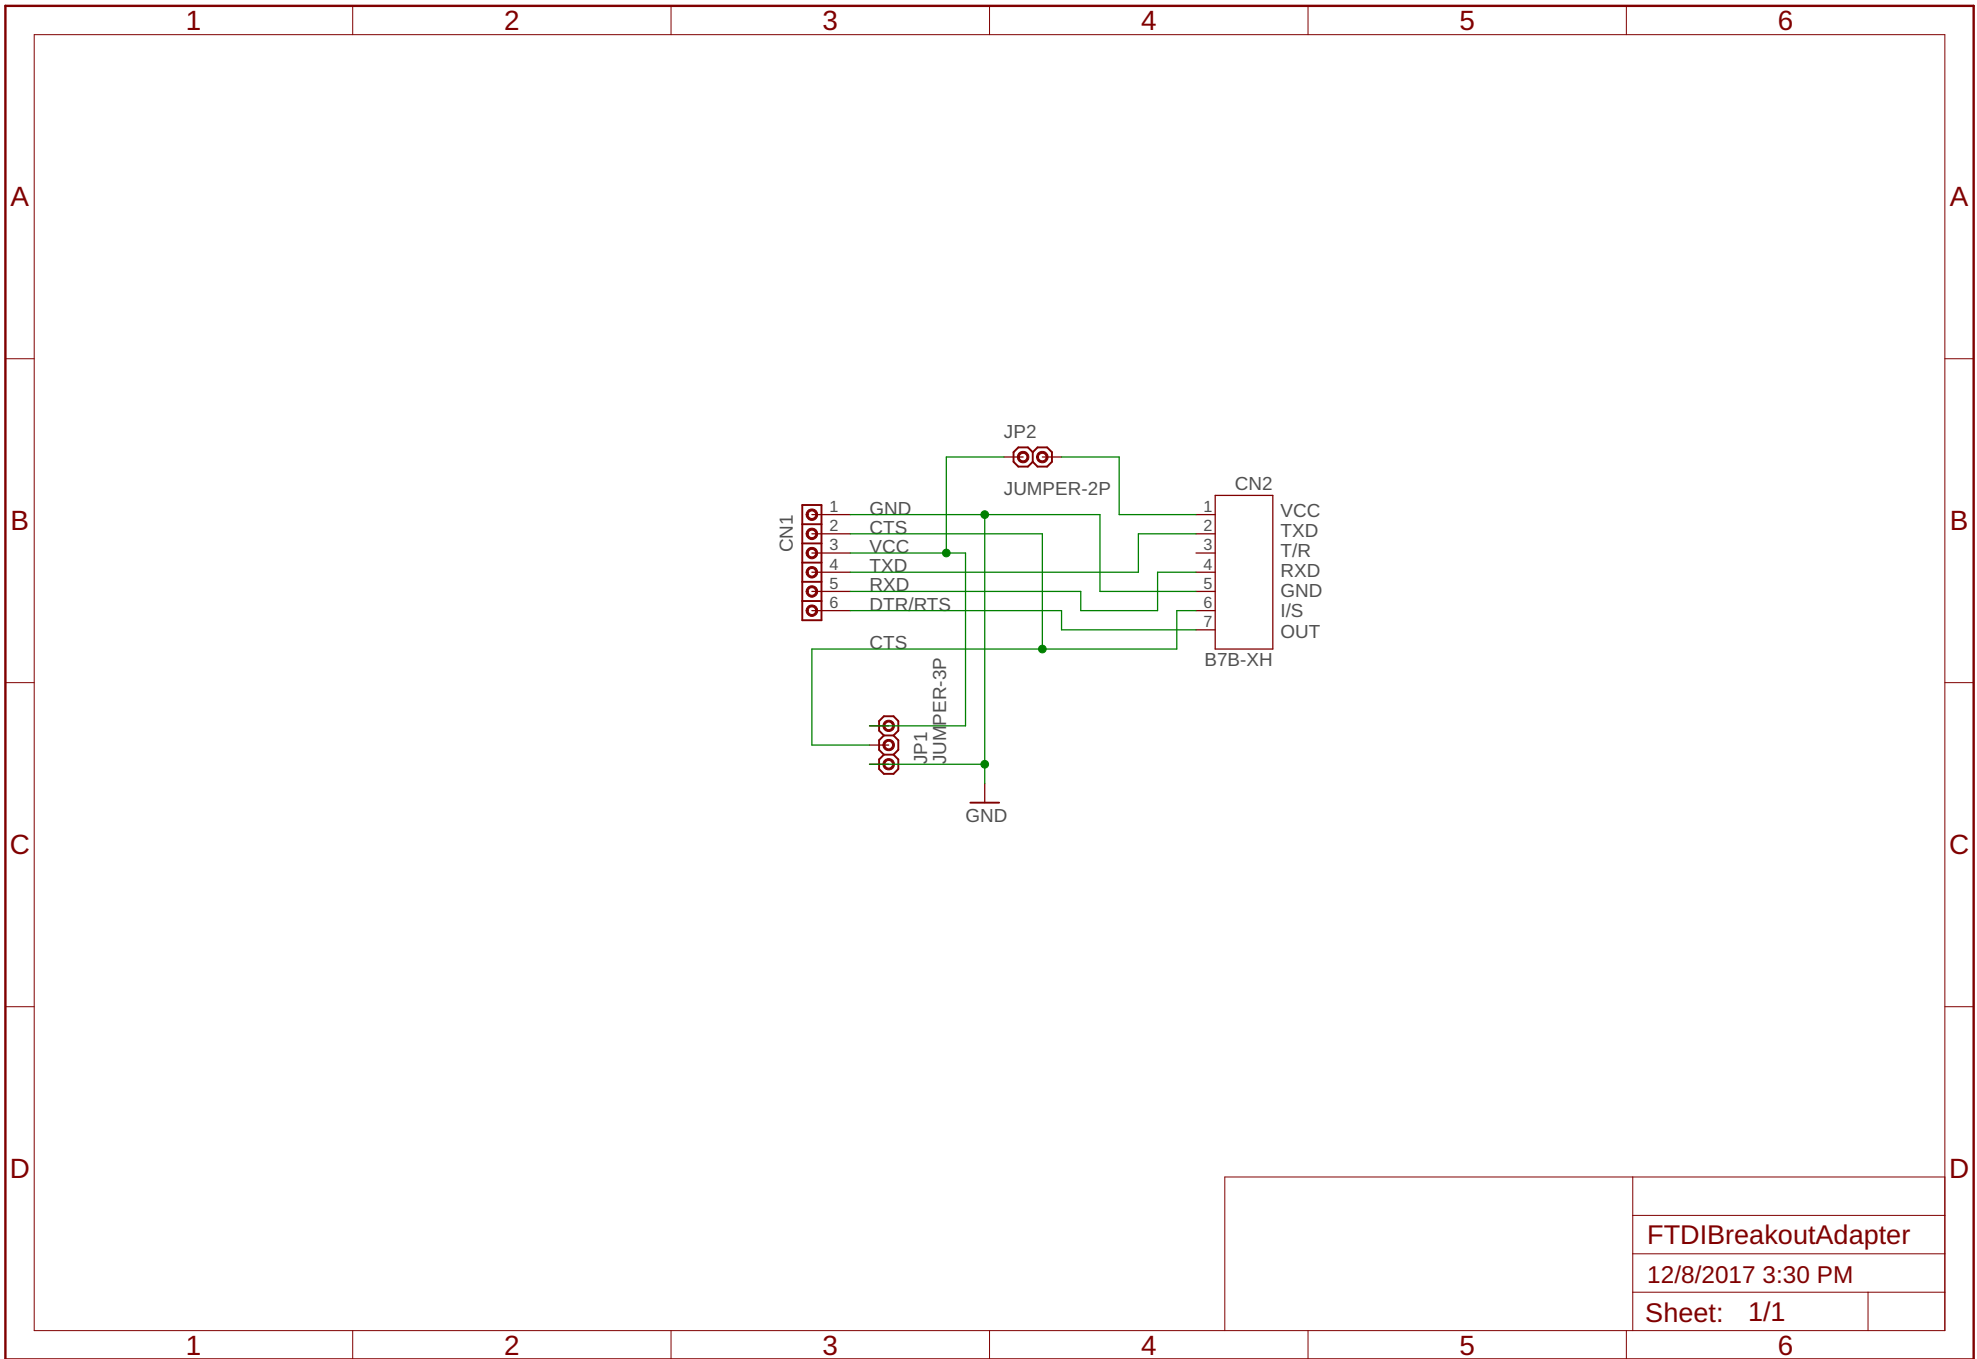 1 2 3 4 5 6
A A
JP2
JUMPER-2P
CN2
CN1
1 GND
2 CTS
3 VCC
4 TXD
5 RXD
6 DTR/RTS
1 VCC
2 TXD
3 T/R
4 RXD
5 GND
6 I/S
7 OUT
B B
CTS
B7B-XH
JP1
JUMPER-3P
GND
C C
D D
FTDIBreakoutAdapter
12/8/2017 3:30 PM
Sheet: 1/1
1 2 3 4 5 6